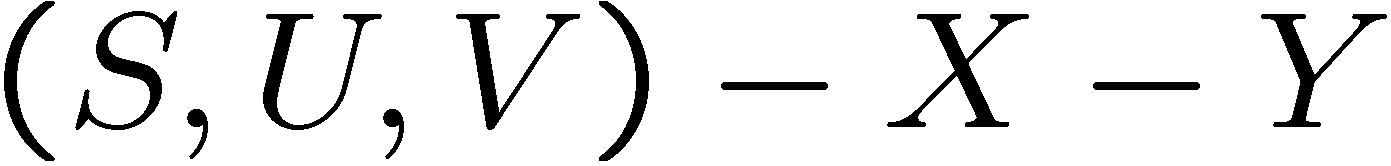 (S, U, V) − X − Y